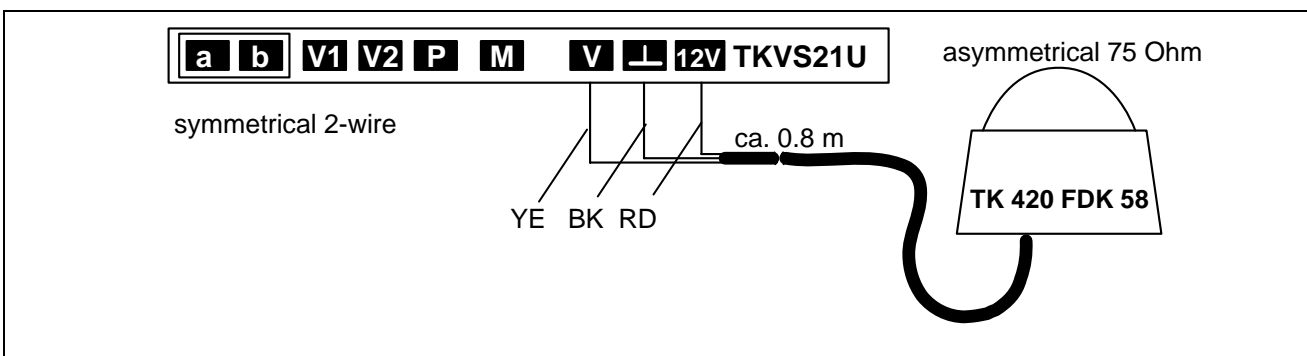 a b V1 V2 P M V ⊥ 12V TKVS21U
asymmetrical 75 Ohm
symmetrical 2-wire
ca. 0.8 m
TK 420 FDK 58
YE BK RD